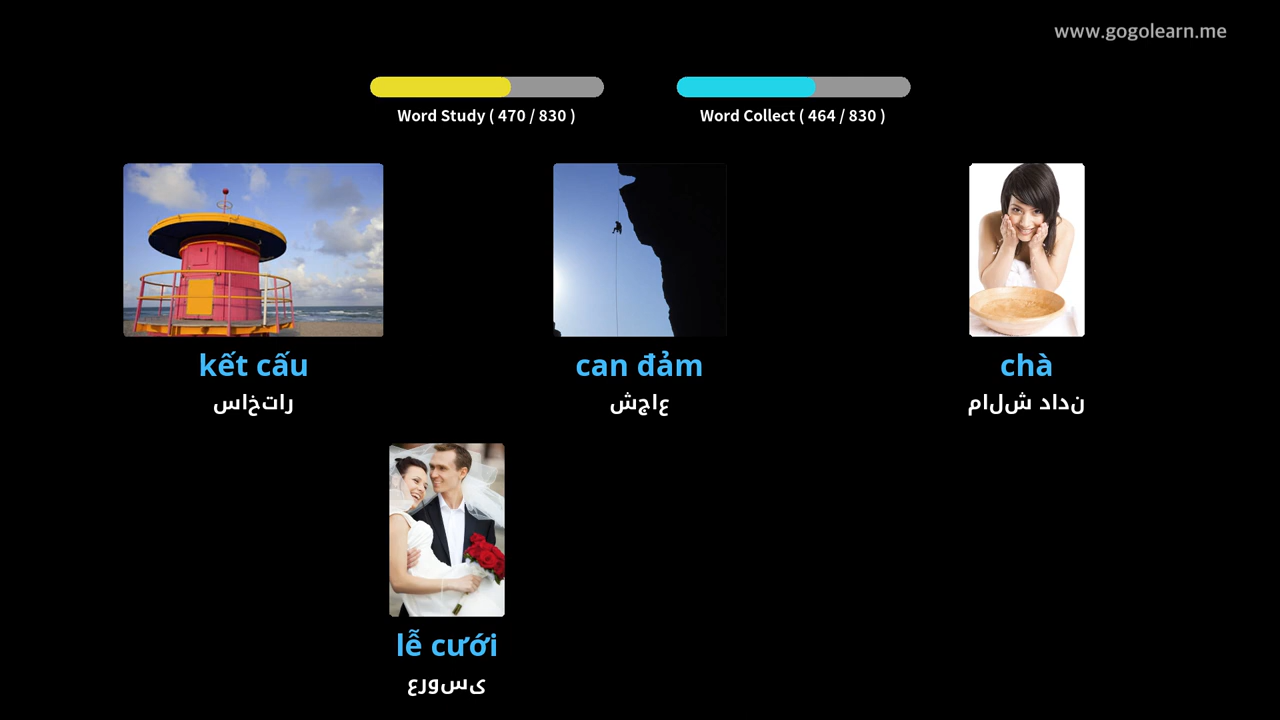 www.gogolearn.me
Word Study ( 470 / 830 )
Word Collect ( 464 / 830 )
kết cấu
راتخاس
can đảm
عاجش
chà
نداد شلام
lễ cưới
یسورع